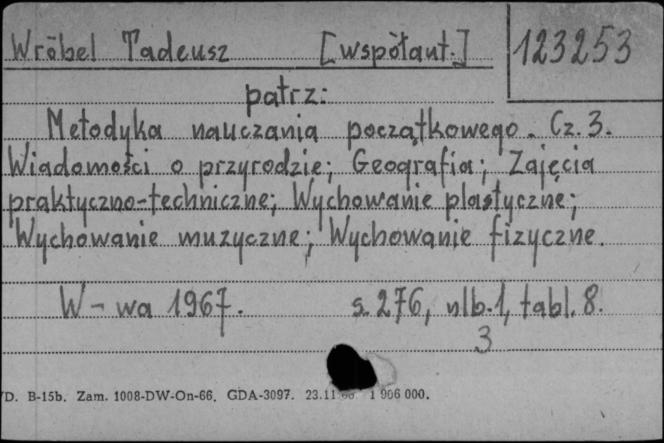 Wróbel Tadeusz [współaut.] 123253
patrz:
Metodyka nauczania początkowego. Cz. 3.
Wiadomości o przyrodzie; Geografia; Zajęcia
praktyczno-techniczne; Wychowanie plastyczne;
Wychowanie muzyczne; Wychowanie fizyczne.
W-wa 1967. s. 276, nlb. 1, tabl. 8.
3
D. B-15b. Zam. 1008-DW-On-66. GDA-3097. 23.11 1 906 000.